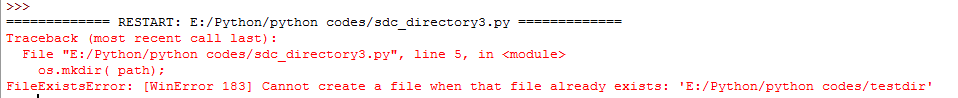 >>>
============= RESTART: E:/Python/python codes/sdc_directory3.py =============
Traceback (most recent call last):
  File "E:/Python/python codes/sdc_directory3.py", line 5, in <module>
    os.mkdir( path);
FileExistsError: [WinError 183] Cannot create a file when that file already exists: 'E:/Python/python codes/testdir'